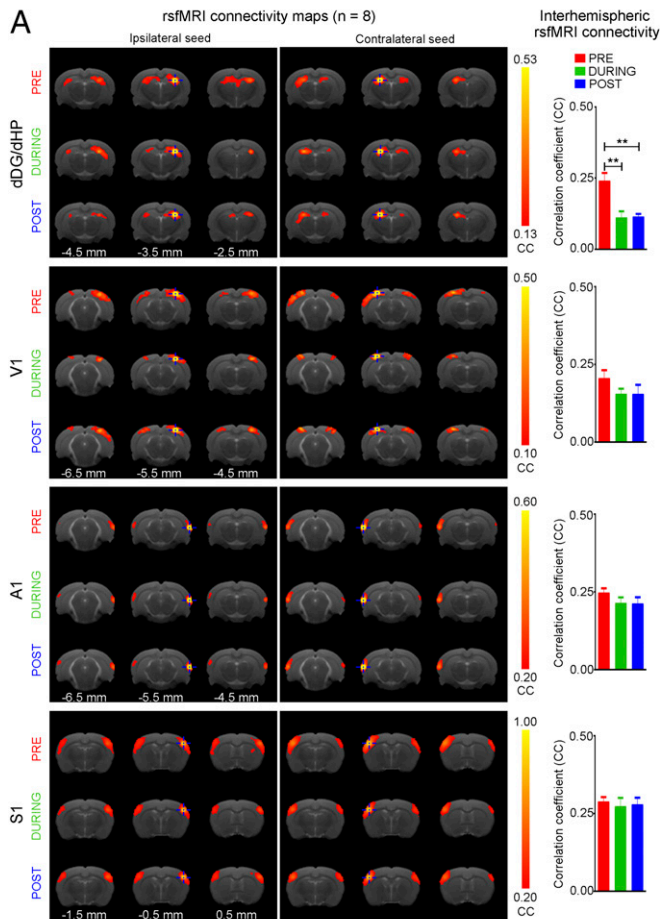 A
rsfMRI connectivity maps (n = 8)
Interhemispheric
rsfMRI connectivity
Ipsilateral seed
Contralateral seed
PRE
DURING
POST
dDG/dHP
PRE
DURING
POST
-4.5 mm
-3.5 mm
-2.5 mm
0.53
0.13
CC
Correlation coefficient (CC)
0.50
0.25
0.00
**
**
V1
PRE
DURING
POST
-6.5 mm
-5.5 mm
-4.5 mm
0.50
0.10
CC
Correlation coefficient (CC)
0.50
0.25
0.00
A1
PRE
DURING
POST
-6.5 mm
-5.5 mm
-4.5 mm
0.60
0.20
CC
Correlation coefficient (CC)
0.50
0.25
0.00
S1
PRE
DURING
POST
-1.5 mm
-0.5 mm
0.5 mm
1.00
0.20
CC
Correlation coefficient (CC)
0.50
0.25
0.00